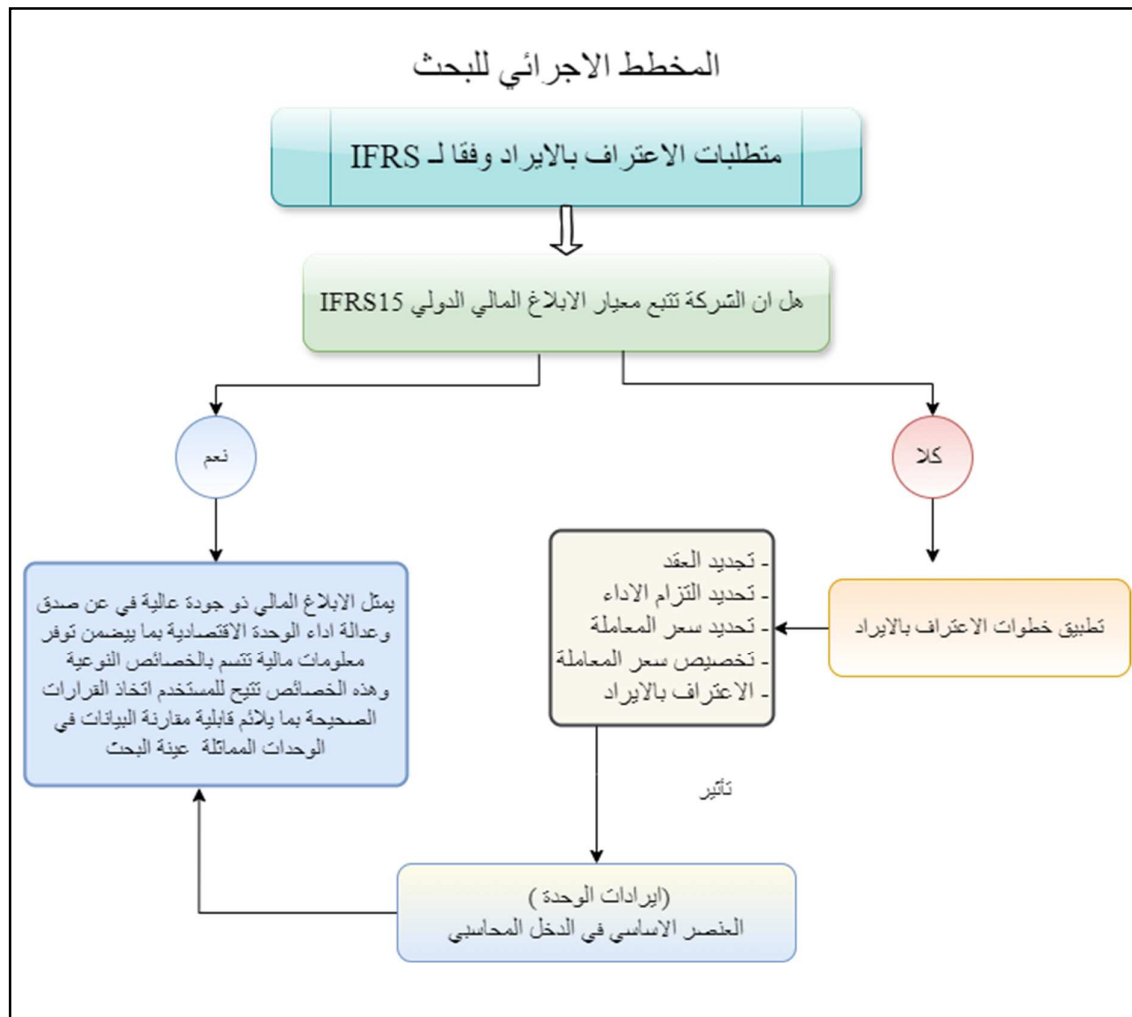 المخطط الاجرائي للبحث
متطلبات الاعتراف بالايراد وفقا لـ IFRS
هل ان الشركة تتبع معيار الابلاغ المالي الدولي IFRS15
كلا
نعم
تطبيق خطوات الاعتراف بالايراد
- تجديد العقد
- تحديد التزام الاداء
- تحديد سعر المعاملة
- تخصيص سعر المعاملة
- الاعتراف بالايراد
يمثل الابلاغ المالي ذو جودة عالية في عن صدق
وعدالة اداء الوحدة الاقتصادية بما ييضمن توفر
معلومات مالية تتسم بالخصائص النوعية
وهذه الخصائص تتيح للمستخدم اتخاذ القرارات
الصحيحة بما يلائم قابلية مقارنة البيانات في
الوحدات المماثلة عينة البحث
تأثير
(ايرادات الوحدة )
العنصر الاساسي في الدخل المحاسبي